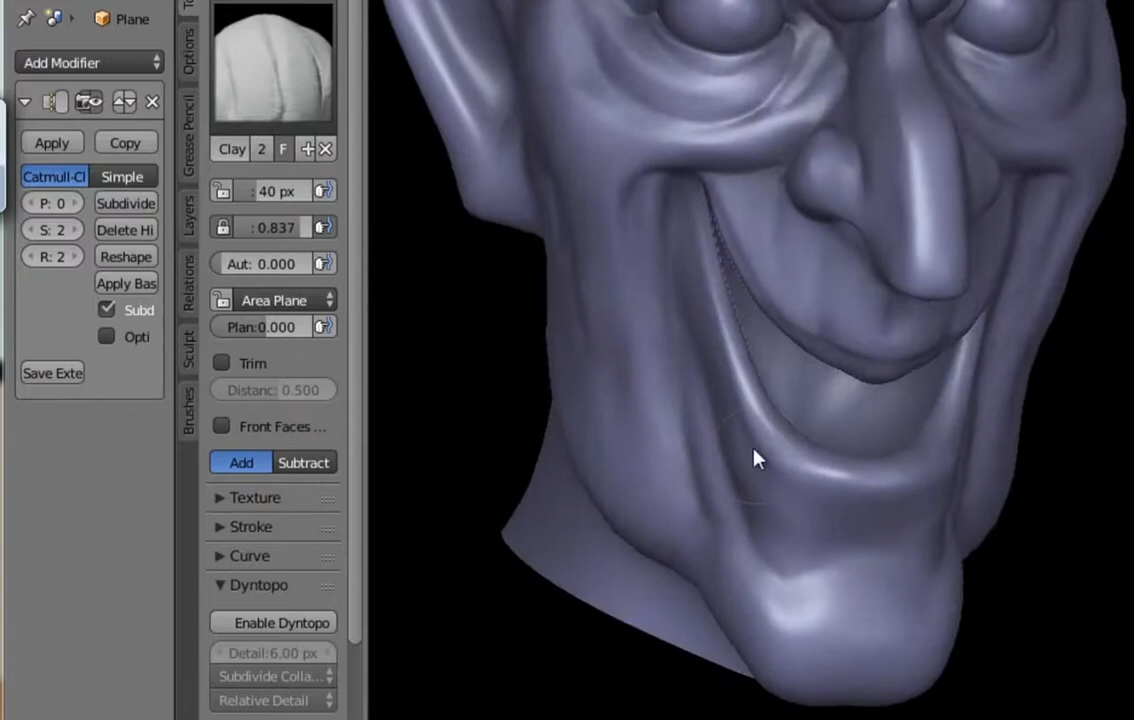 Plane
Add Modifier
Apply Copy
Catmull-Cl Simple
P: 0 Subdivide
S: 2 Delete Hi
R: 2 Reshape
Apply Bas
Subd
Opti
Save Exte
Options
Grease Pencil
Layers
Relations
Sculpt
Brushes
Clay 2 F
: 40 px
: 0.837
Aut: 0.000
Area Plane
Plan:0.000
Trim
Distanc: 0.500
Front Faces ...
Add Subtract
Texture
Stroke
Curve
Dyntopo
Enable Dyntopo
Detail:6.00 px
Subdivide Colla...
Relative Detail